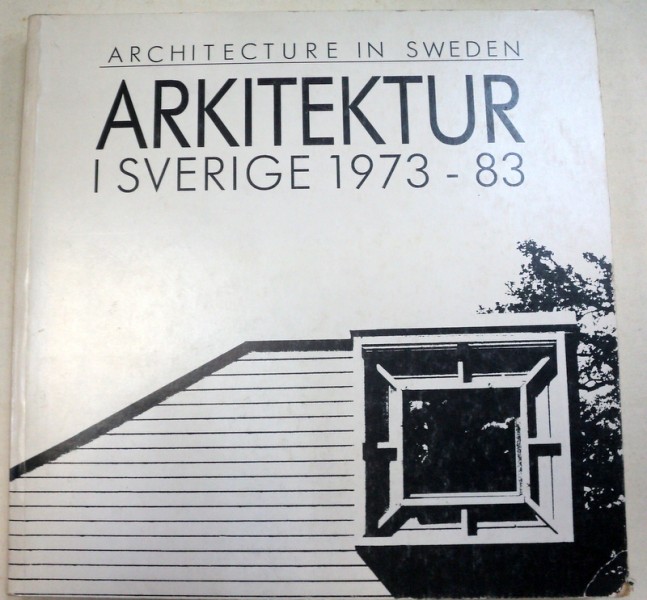 ARCHITECTURE IN SWEDEN
ARKITEKTUR
I SVERIGE 1973 - 83